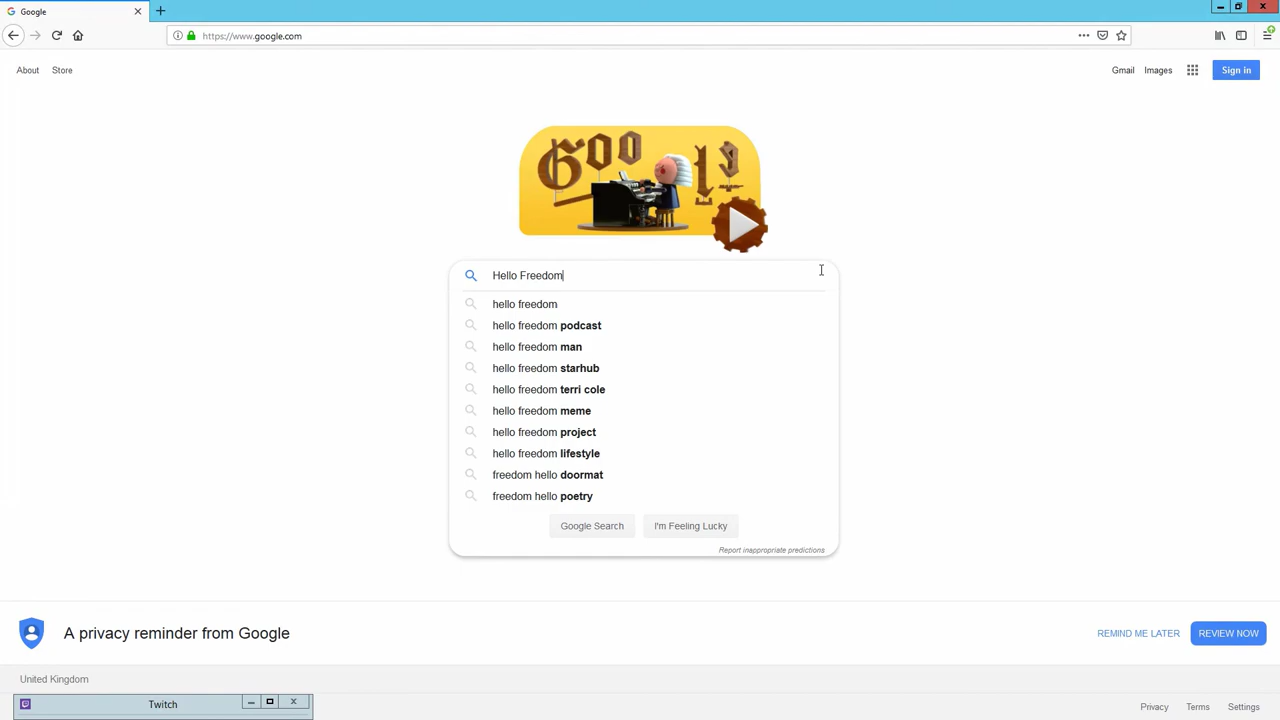 Google
https://www.google.com
About
Store
Gmail
Images
Sign in
Hello Freedom
hello freedom
hello freedom podcast
hello freedom man
hello freedom starhub
hello freedom terri cole
hello freedom meme
hello freedom project
hello freedom lifestyle
freedom hello doormat
freedom hello poetry
Google Search
I'm Feeling Lucky
Report inappropriate predictions
A privacy reminder from Google
REMIND ME LATER
REVIEW NOW
United Kingdom
Twitch
Privacy
Terms
Settings